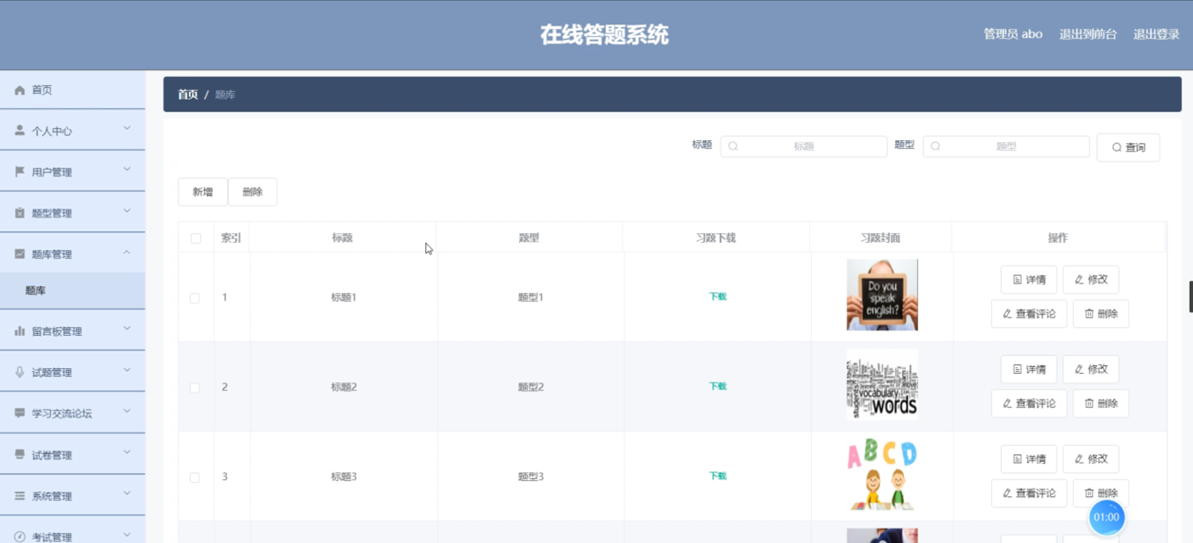 在线答题系统
管理员 abo 退出到前台 退出登录
首页
个人中心
用户管理
题型管理
题库管理
题库
留言板管理
试题管理
学习交流论坛
试卷管理
系统管理
考试管理
首页 / 题库
标题 标题 题型 题型 查询
新增 删除
索引 标题 题型 习题下载 习题封面 操作
1 标题1 题型1 下载
Do you
speak
english?
详情 修改
查看评论 删除
2 标题2 题型2 下载
vocabulary
words
详情 修改
查看评论 删除
3 标题3 题型3 下载
ABCD
详情 修改
查看评论 删除
01:00